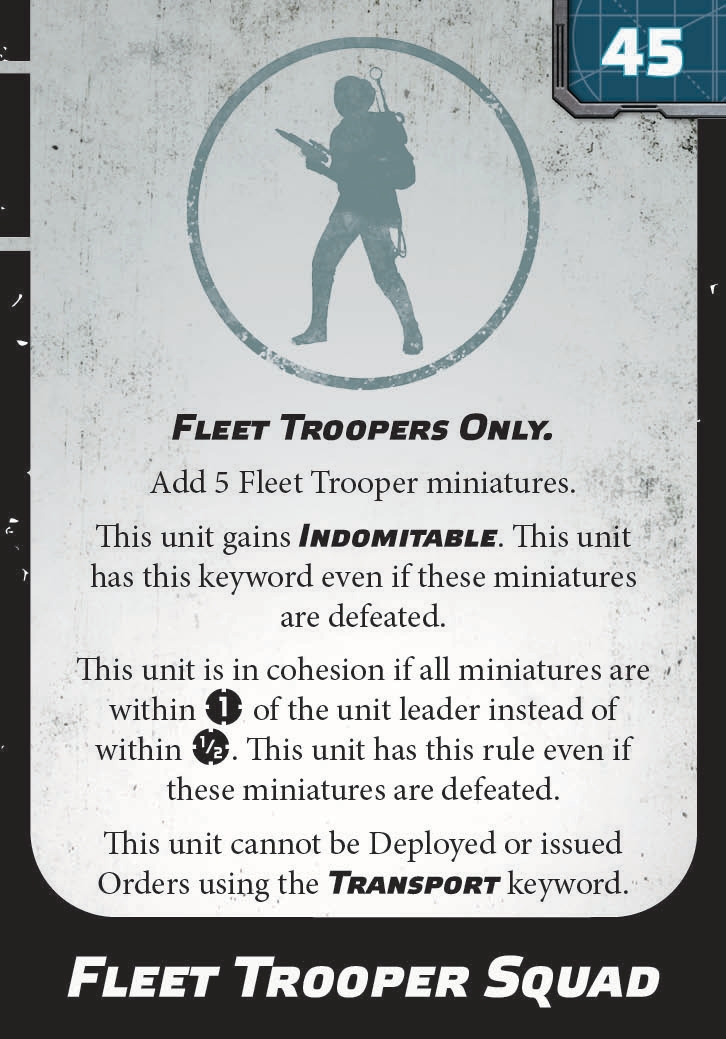 45
FLEET TROOPERS ONLY.
Add 5 Fleet Trooper miniatures.
This unit gains INDOMITABLE. This unit
has this keyword even if these miniatures
are defeated.
This unit is in cohesion if all miniatures are
within 1 of the unit leader instead of
within 1/2. This unit has this rule even if
these miniatures are defeated.
This unit cannot be Deployed or issued
Orders using the TRANSPORT keyword.
FLEET TROOPER SQUAD